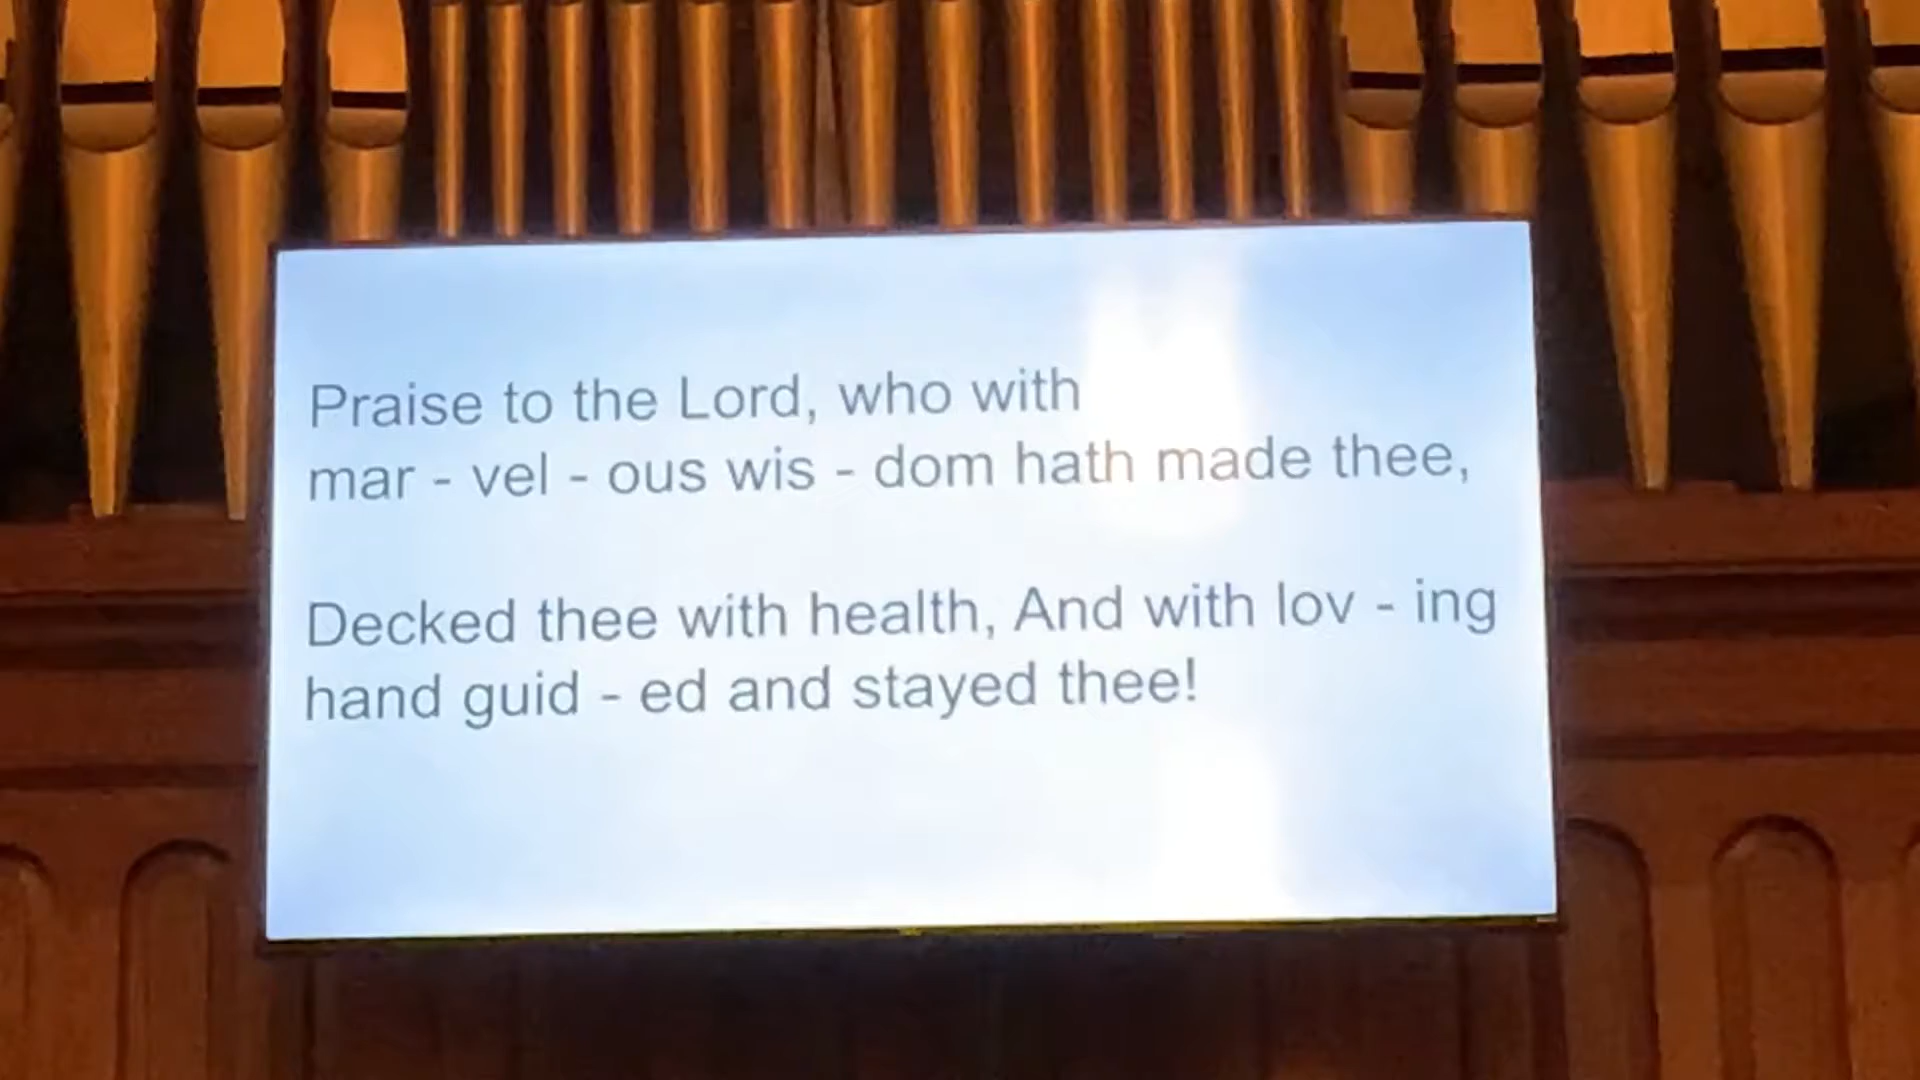 Praise to the Lord, who with
mar - vel - ous wis - dom hath made thee,
Decked thee with health, And with lov - ing
hand guid - ed and stayed thee!